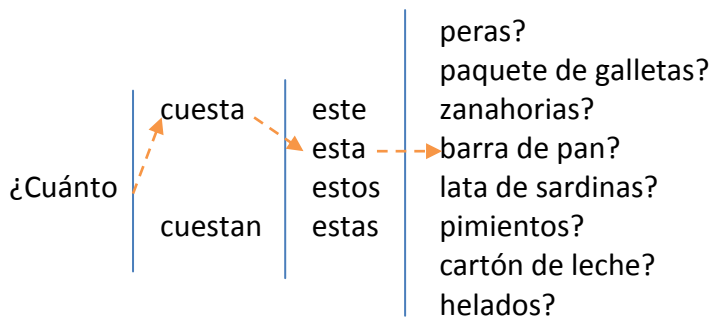 peras?
paquete de galletas?
cuesta este zanahorias?
esta barra de pan?
¿Cuánto estos lata de sardinas?
cuestan estas pimientos?
cartón de leche?
helados?